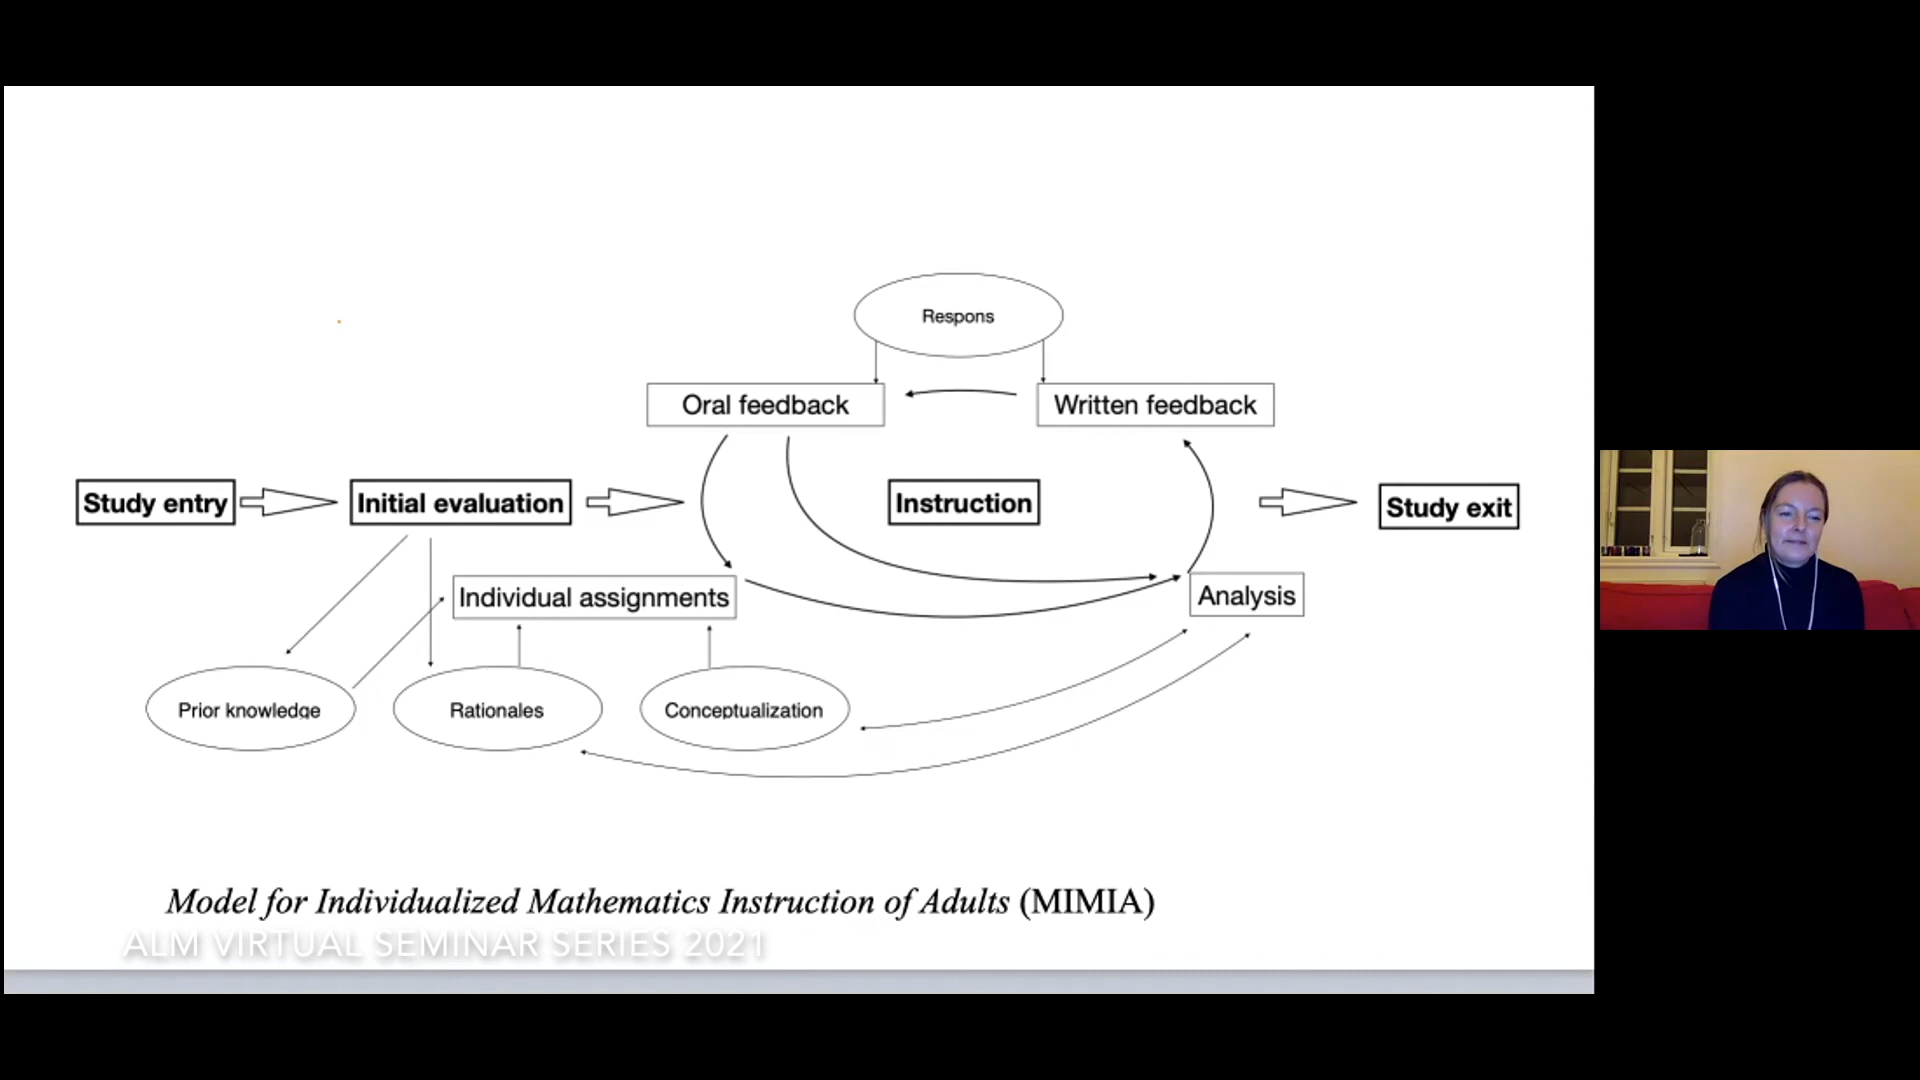 Respons
Oral feedback
Written feedback
Study entry
Initial evaluation
Instruction
Study exit
Individual assignments
Analysis
Prior knowledge
Rationales
Conceptualization
Model for Individualized Mathematics Instruction of Adults (MIMIA)
ALM VIRTUAL SEMINAR SERIES 2021